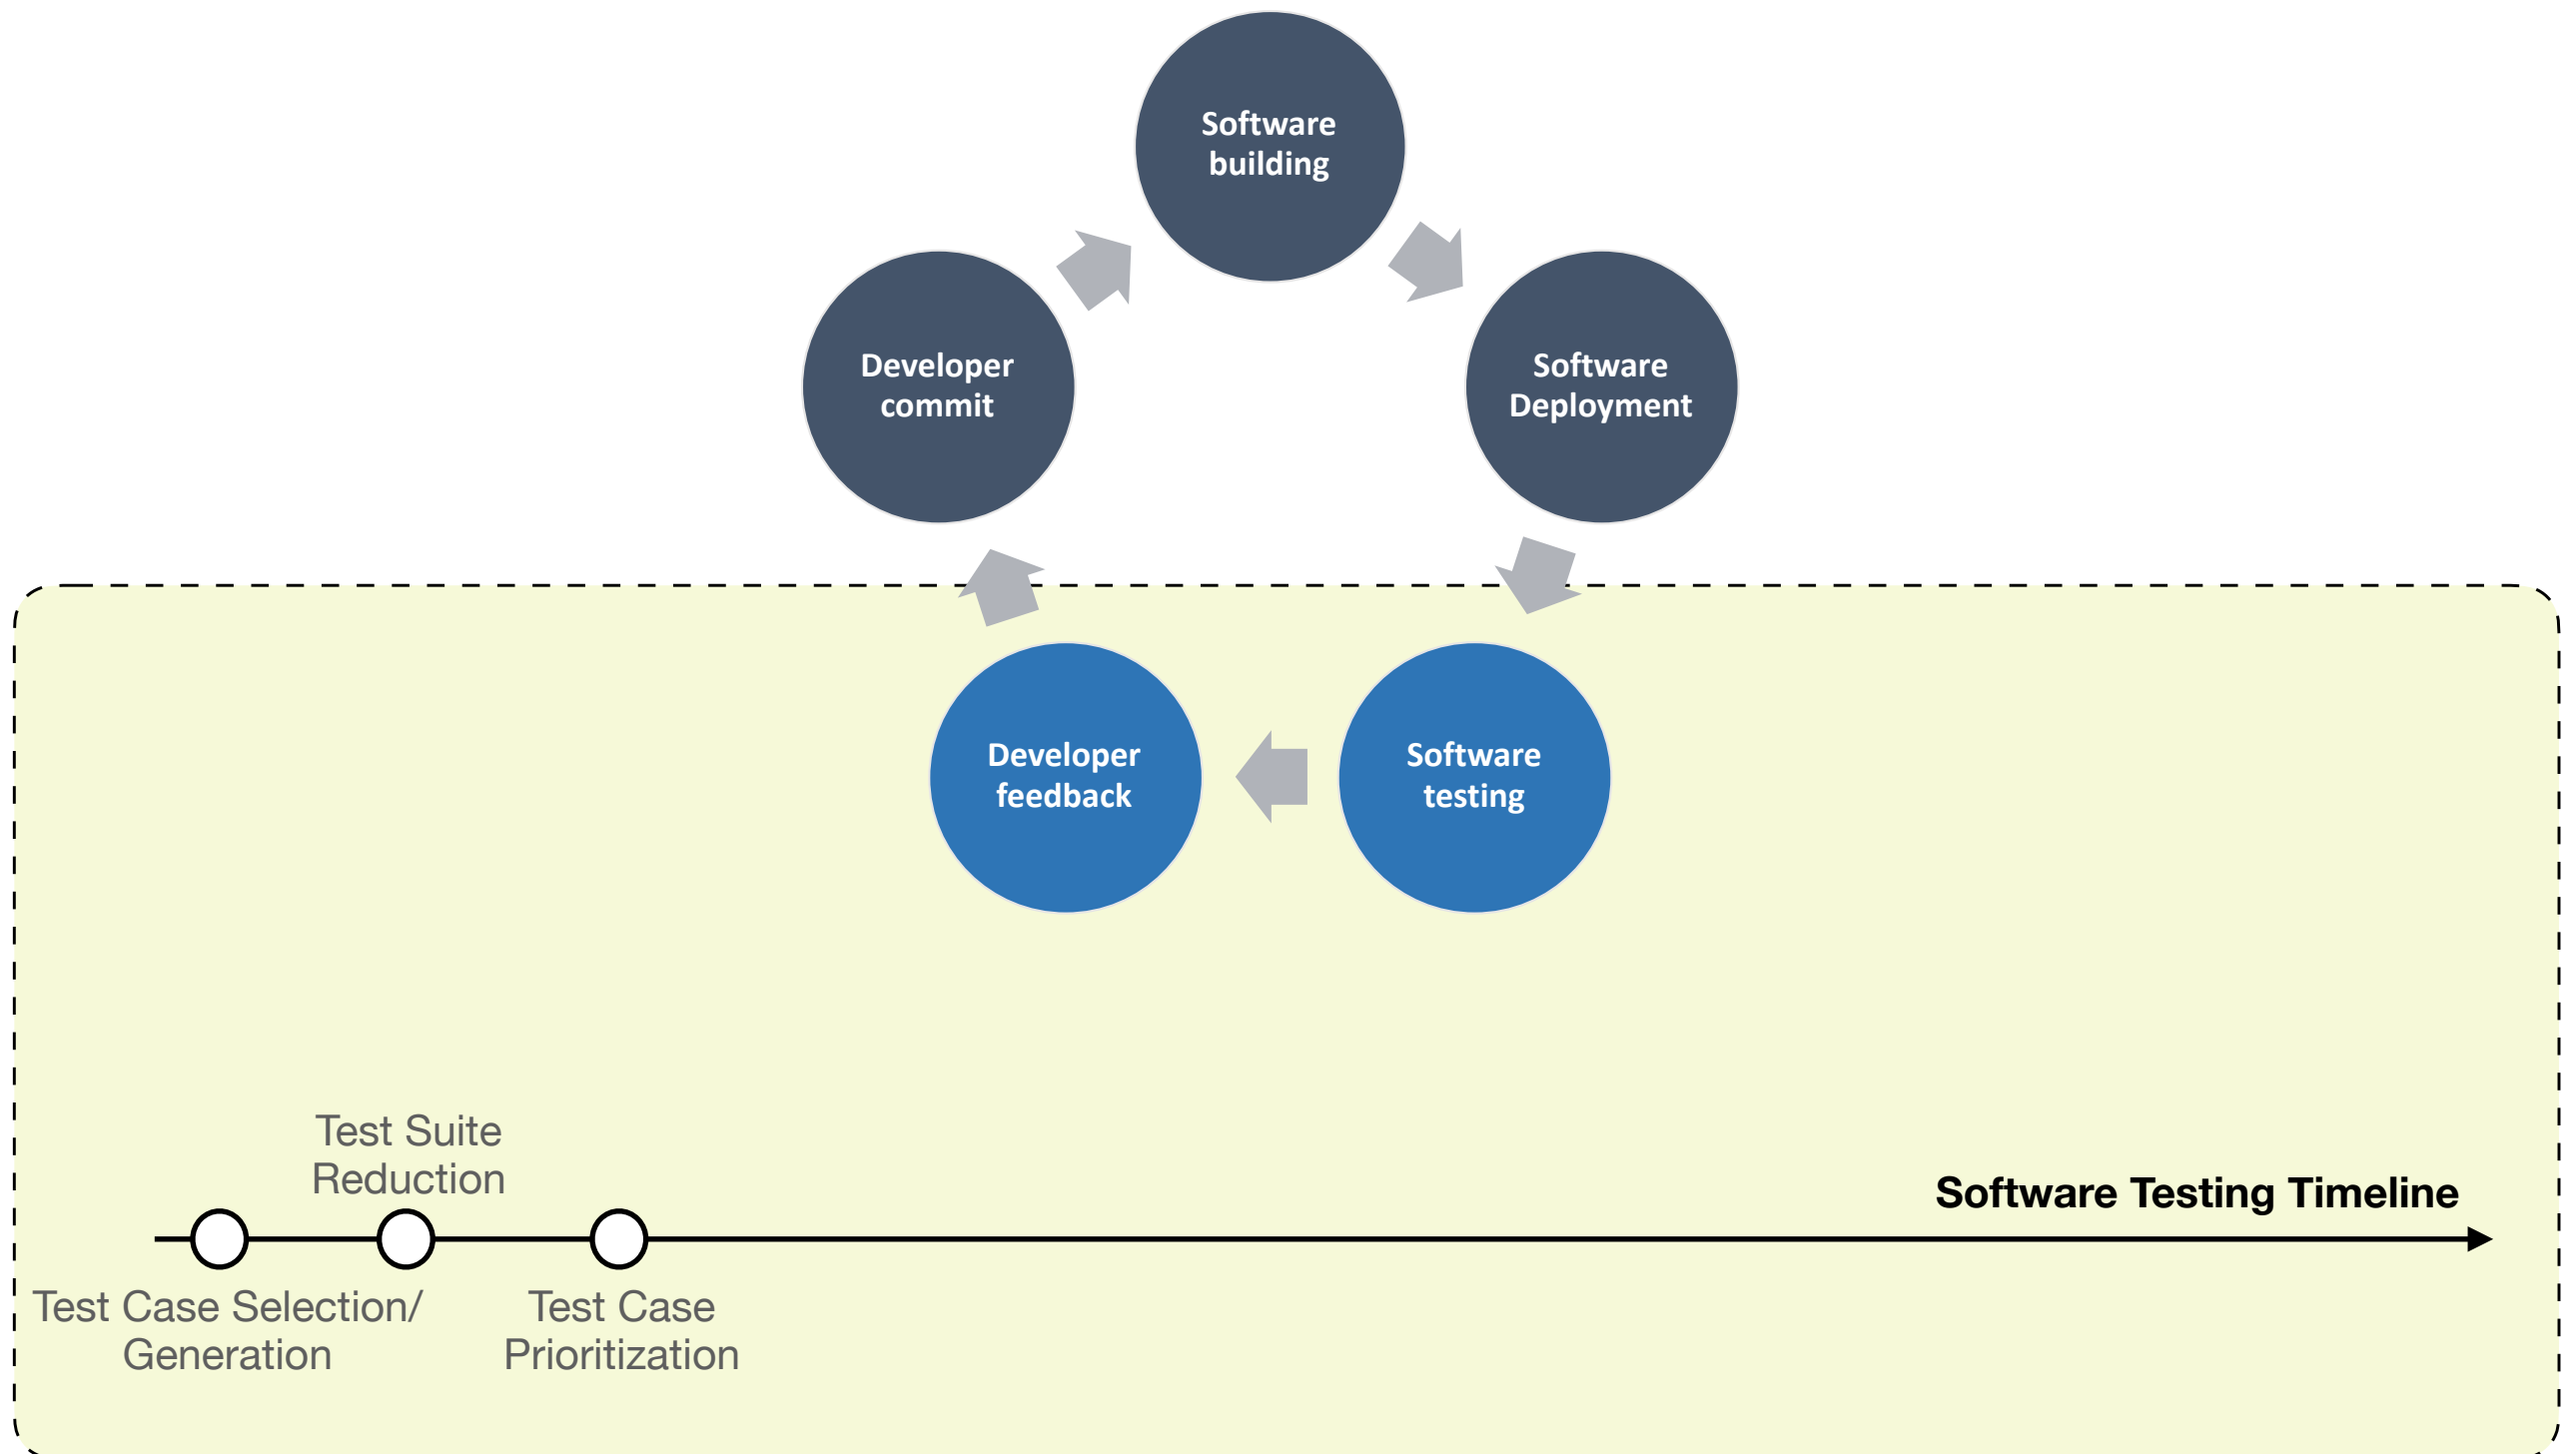 Software
building
Developer
commit
Software
Deployment
Developer
feedback
Software
testing
Test Suite
Reduction
Software Testing Timeline
Test Case Selection/
Generation
Test Case
Prioritization